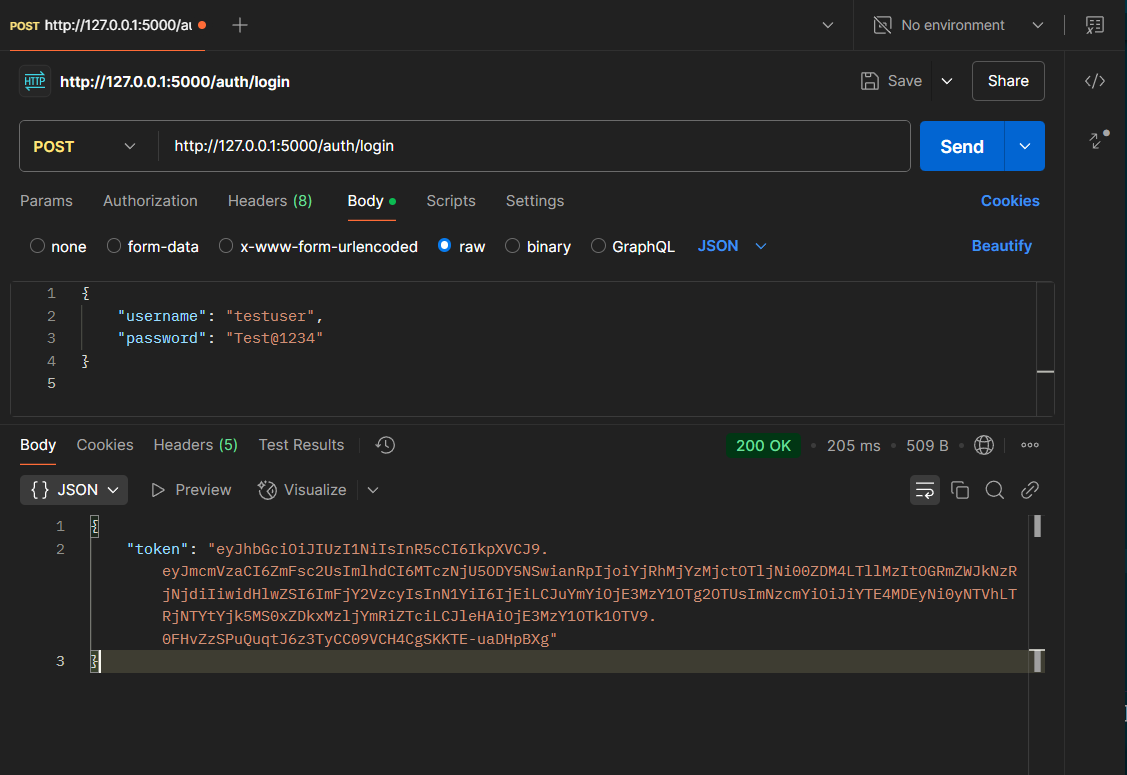 POST http://127.0.0.1:5000/au
No environment
HTTP http://127.0.0.1:5000/auth/login
Save
Share
POST http://127.0.0.1:5000/auth/login
Send
Params Authorization Headers (8) Body Scripts Settings Cookies
none form-data x-www-form-urlencoded raw binary GraphQL JSON Beautify
1 {
2 "username": "testuser",
3 "password": "Test@1234"
4 }
5
Body Cookies Headers (5) Test Results 200 OK 205 ms 509 B
{} JSON Preview Visualize
1 {
2 "token": "eyJhbGciOiJIUzI1NiIsInR5cCI6IkpXVCJ9.
eyJmcmVzaCI6ZmFsc2UsImlhdCI6MTczNjU5ODY5NSwianRpIjoiYjRhMjYzMjctOTljNi00ZDM4LTllMzItOGRmZWJkNzR
jNjdiIiwidHlwZSI6ImFjY2VzcyIsInN1YiI6IjEiLCJuYmYiOjE3MzY1OTg2OTUsImNzcmYiOiJiYTE4MDEyNi0yNTVhLT
RjNTYtYjk5MS0xZDkxMzljYmRiZTciLCJleHAiOjE3MzY1OTk1OTV9.
0FHvZzSPuQuqtJ6z3TyCC09VCH4CgSKKTE-uaDHpBXg"
3 }